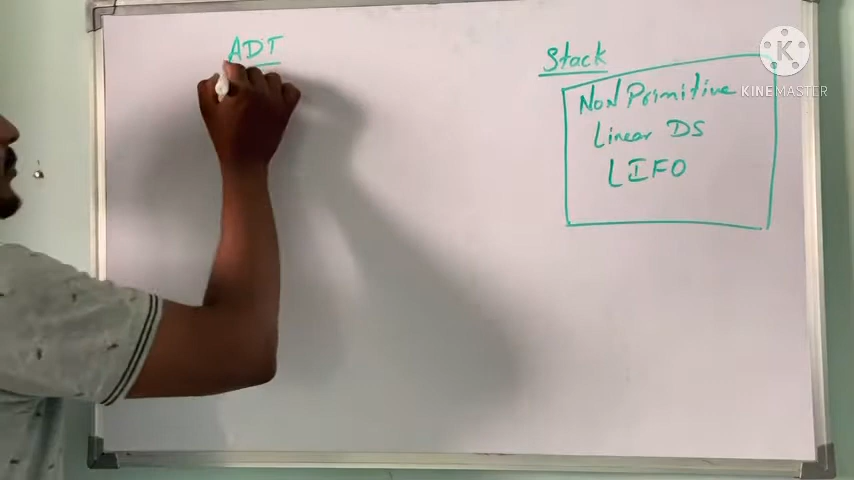 ADT
Stack
Non Primitive
Linear DS
LIFO
K
KINEMASTER